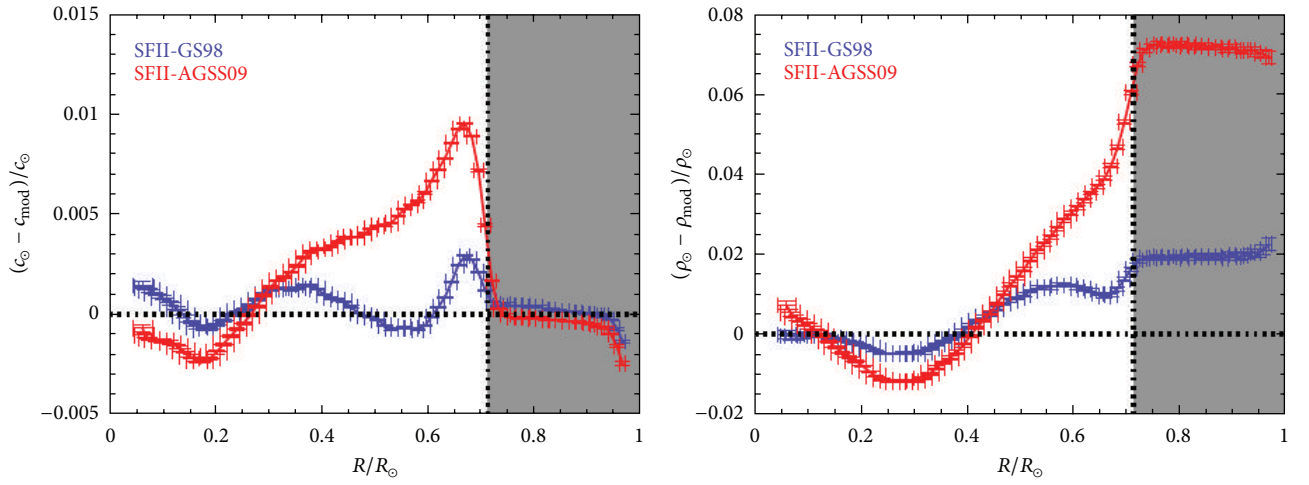 SFII-GS98
SFII-AGSS09
0.015
0.01
0.005
0
−0.005
(c⊙ − cmod)/c⊙
0 0.2 0.4 0.6 0.8 1
R/R⊙
SFII-GS98
SFII-AGSS09
0.08
0.06
0.04
0.02
0
−0.02
(ρ⊙ − ρmod)/ρ⊙
0 0.2 0.4 0.6 0.8 1
R/R⊙